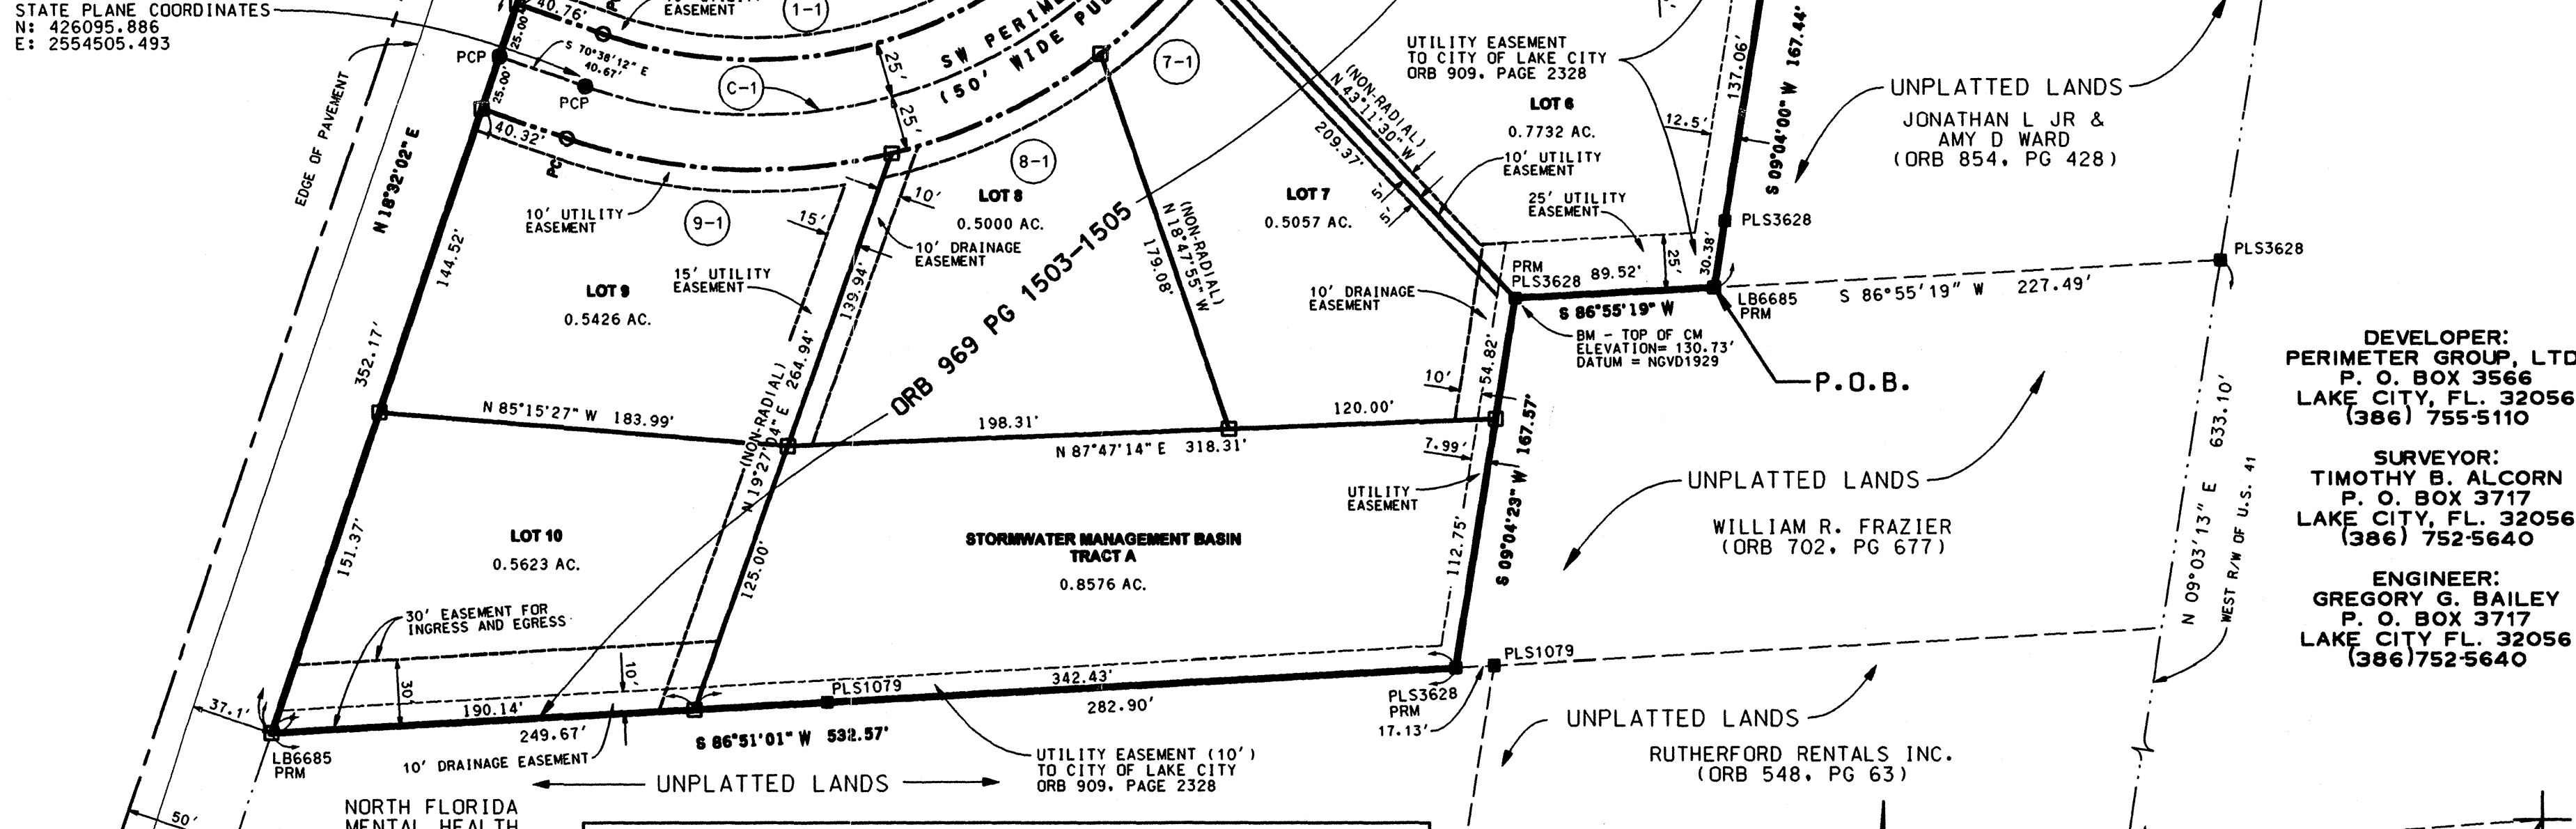 STATE PLANE COORDINATES
N: 426095.886
E: 2554505.493
40.76'
EASEMENT
1-1
25.00'
PCP
S 70°38'12" E
40.67'
PCP
25.00'
C-1
25'
25'
SW PERIME
(50' WIDE PU
7-1
EDGE OF PAVEMENT
N 18°32'02" E
40.32'
PC
10' UTILITY
EASEMENT
9-1
8-1
15'
10'
LOT 8
0.5000 AC.
10' DRAINAGE
EASEMENT
15' UTILITY
EASEMENT
139.94'
144.52'
352.17'
LOT 9
0.5426 AC.
ORB 969 PG 1503-1505
(NON-RADIAL)
N 18°47'55" W
179.08'
LOT 7
0.5057 AC.
(NON-RADIAL)
N 43°11'30" W
209.37'
5'
5'
10' UTILITY
EASEMENT
UTILITY EASEMENT
TO CITY OF LAKE CITY
ORB 909, PAGE 2328
LOT 6
0.7732 AC.
12.5'
137.06'
S 09°04'00" W 167.44'
25' UTILITY
EASEMENT
25'
30.38'
PLS3628
PRM
PLS3628
89.52'
S 86°55'19" W
LB6685
PRM
S 86°55'19" W 227.49'
PLS3628
10' DRAINAGE
EASEMENT
BM - TOP OF CM
ELEVATION= 130.73'
DATUM = NGVD1929
P.O.B.
UNPLATTED LANDS
JONATHAN L JR &
AMY D WARD
(ORB 854, PG 428)
DEVELOPER:
PERIMETER GROUP, LTD
P. O. BOX 3566
LAKE CITY, FL. 32056
(386) 755-5110
SURVEYOR:
TIMOTHY B. ALCORN
P. O. BOX 3717
LAKE CITY, FL. 32056
(386) 752-5640
ENGINEER:
GREGORY G. BAILEY
P. O. BOX 3717
LAKE CITY FL. 32056
(386)752-5640
N 85°15'27" W 183.99'
(NON-RADIAL)
N 19°27'04" E 264.94'
198.31'
N 87°47'14" E 318.31'
120.00'
10'
54.82'
7.99'
S 09°04'23" W 167.57'
UTILITY
EASEMENT
112.75'
UNPLATTED LANDS
WILLIAM R. FRAZIER
(ORB 702, PG 677)
N 09°03'13" E 633.10'
WEST R/W OF U.S. 41
151.37'
LOT 10
0.5623 AC.
125.00'
STORMWATER MANAGEMENT BASIN
TRACT A
0.8576 AC.
30' EASEMENT FOR
INGRESS AND EGRESS
30'
10'
37.1'
190.14'
249.67'
PLS1079
342.43'
282.90'
S 86°51'01" W 532.57'
PLS3628
PRM
PLS1079
17.13'
LB6685
PRM
10' DRAINAGE EASEMENT
UNPLATTED LANDS
UTILITY EASEMENT (10')
TO CITY OF LAKE CITY
ORB 909, PAGE 2328
UNPLATTED LANDS
RUTHERFORD RENTALS INC.
(ORB 548, PG 63)
NORTH FLORIDA
MENTAL HEALTH
50'